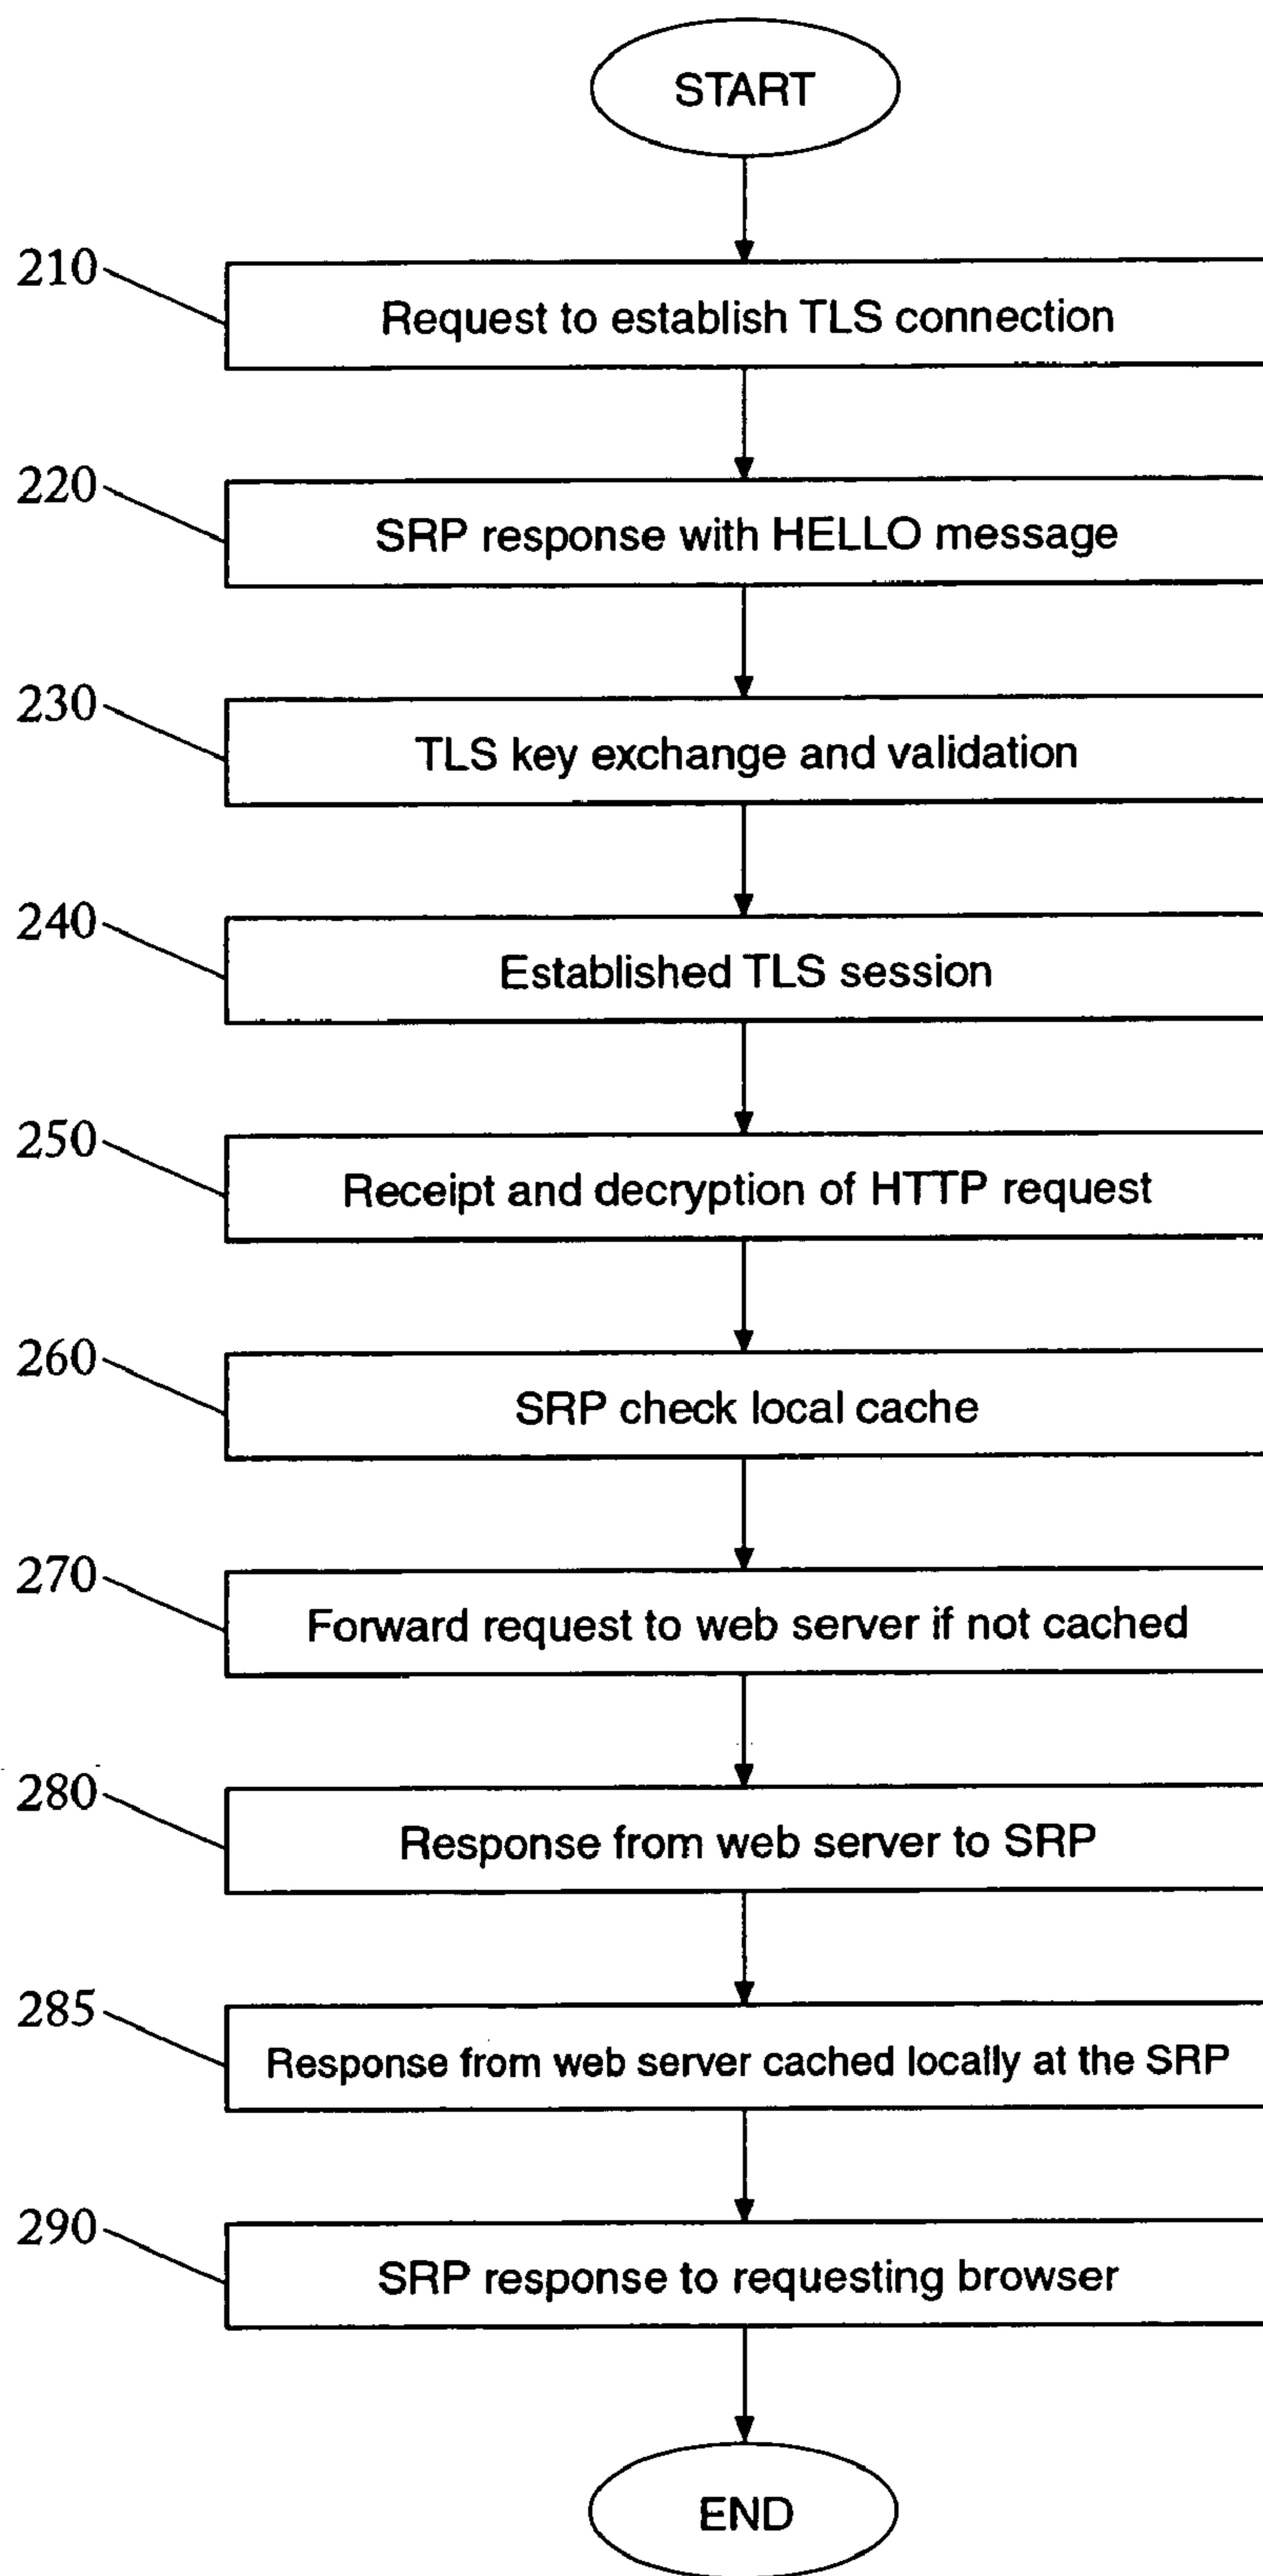 START
210
Request to establish TLS connection
220
SRP response with HELLO message
230
TLS key exchange and validation
240
Established TLS session
250
Receipt and decryption of HTTP request
260
SRP check local cache
270
Forward request to web server if not cached
280
Response from web server to SRP
285
Response from web server cached locally at the SRP
290
SRP response to requesting browser
END